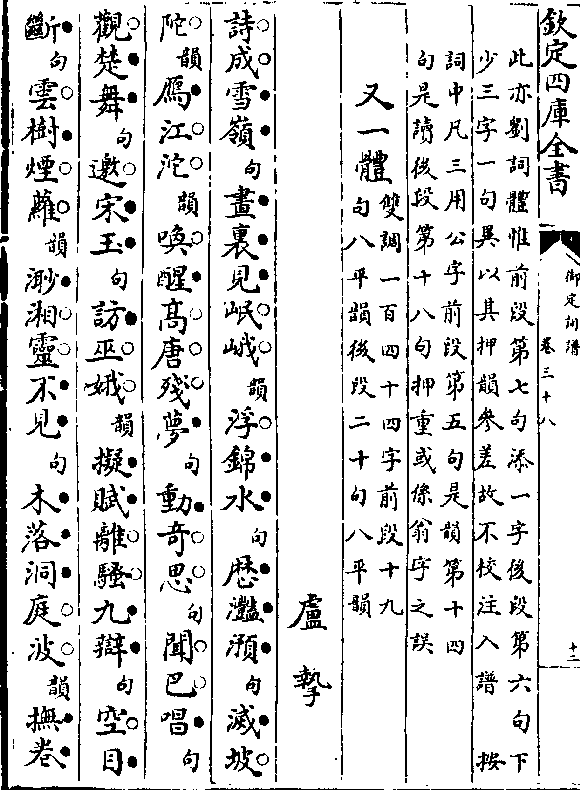 欽定四庫全書
御定詞譜
卷三十八
十二
此亦劉詞體惟前段第七句添一字後段第六句下
少三字一句異以其押韻參差故不校注入譜　按
詞中凡三用公字前段第五句是韻第十四
句是讀後段第十八句押重或係翁字之誤
又一體
雙調一百四十四字前段十九
句八平韻後段二十句八平韻
盧摯
詩成雪嶺句畫裏見岷峨韻浮錦水句歷灩澦句滅坡
陀韻鴈江沱韻喚醒高唐殘夢句動奇思句聞巴唱句
觀楚舞句邀宋玉句訪巫娥韻擬賦離騷九辯句空目
斷句雲樹煙蘿韻渺湘靈不見句木落洞庭波韻撫卷